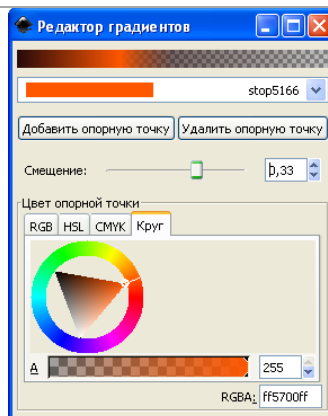 Редактор градиентов
stop5166
Добавить опорную точку Удалить опорную точку
Смещение: 0,33
Цвет опорной точки
RGB HSL CMYK Круг
A 255
RGBA: ff5700ff